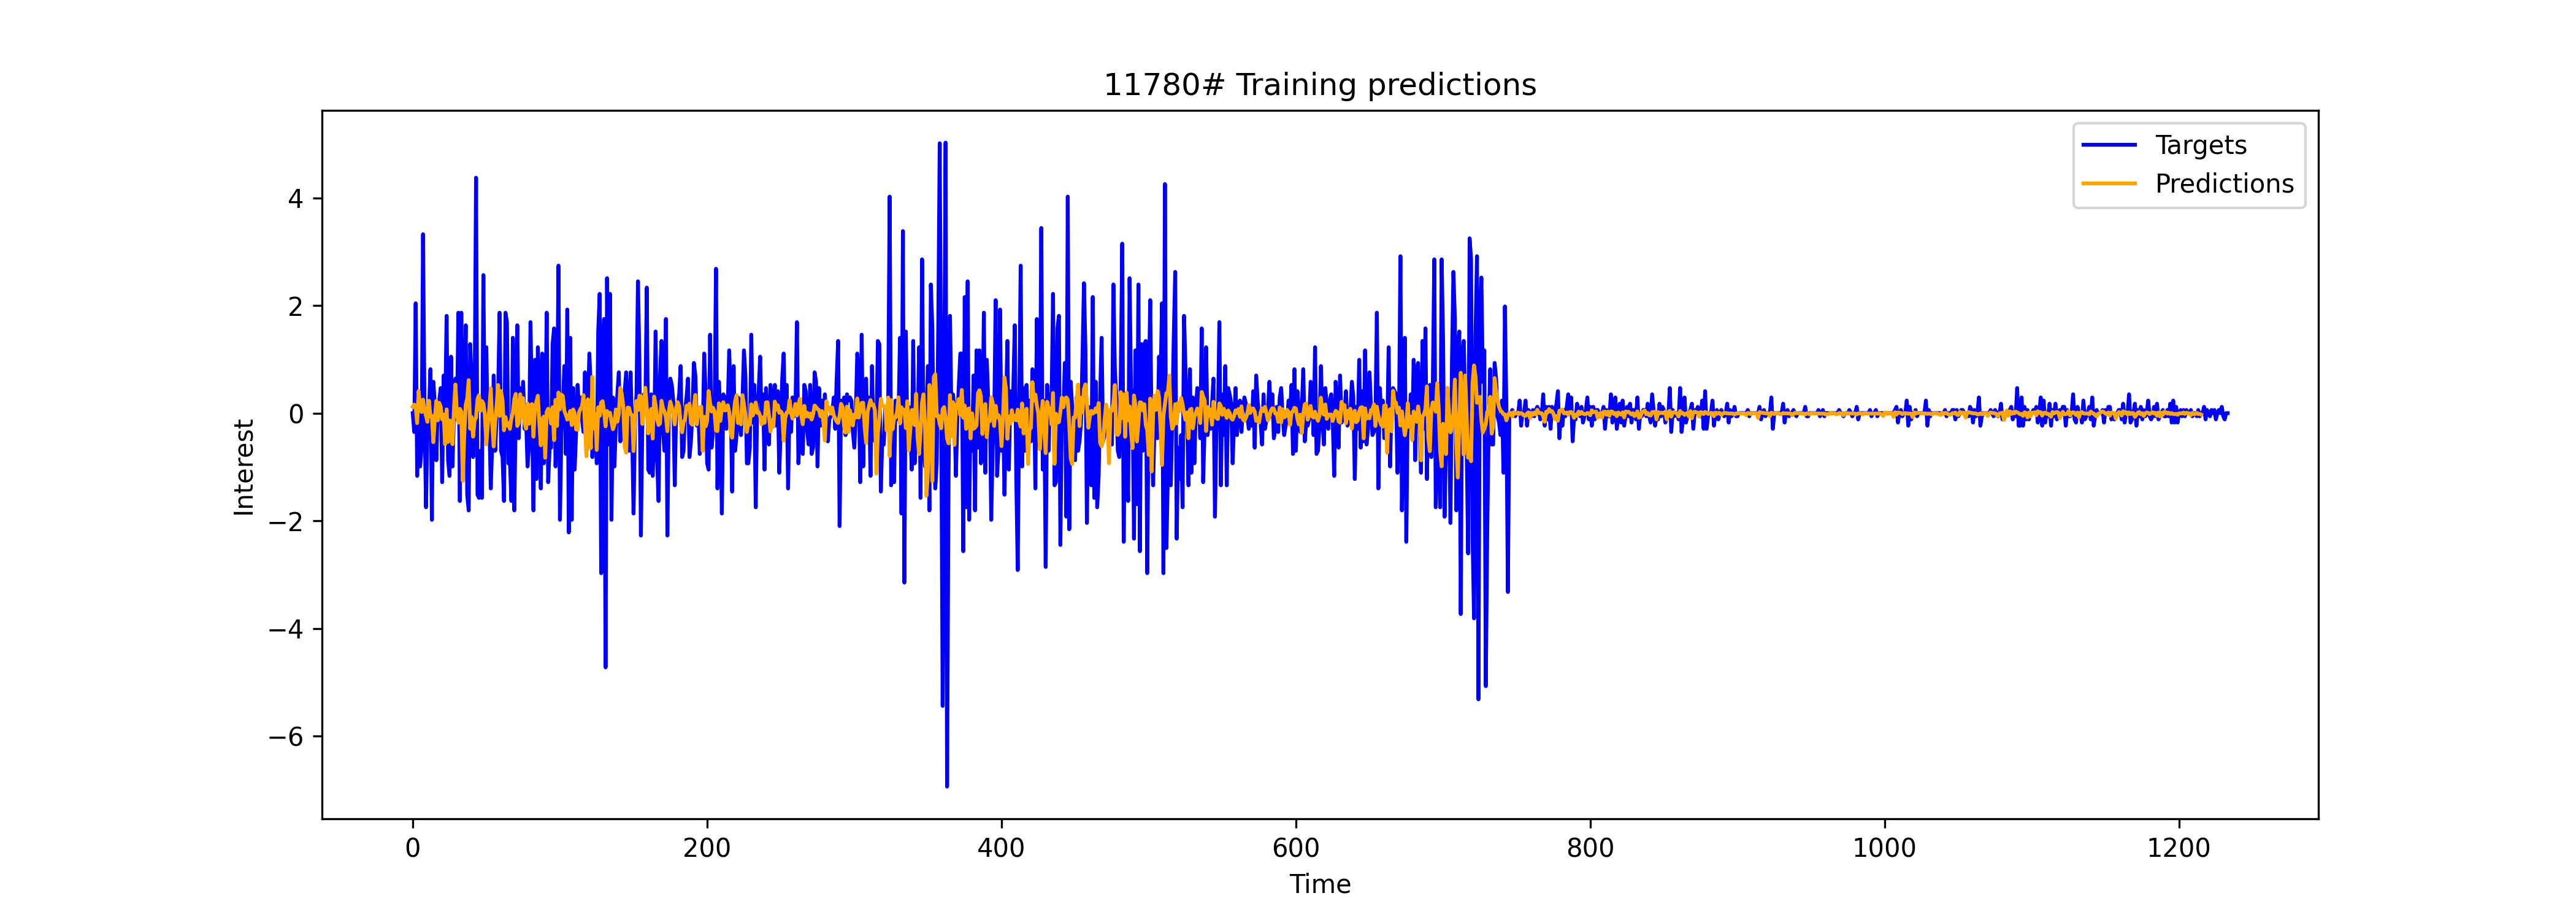 11780# Training predictions
Targets
Predictions
Interest
4
2
0
−2
−4
−6
0 200 400 600 800 1000 1200
Time